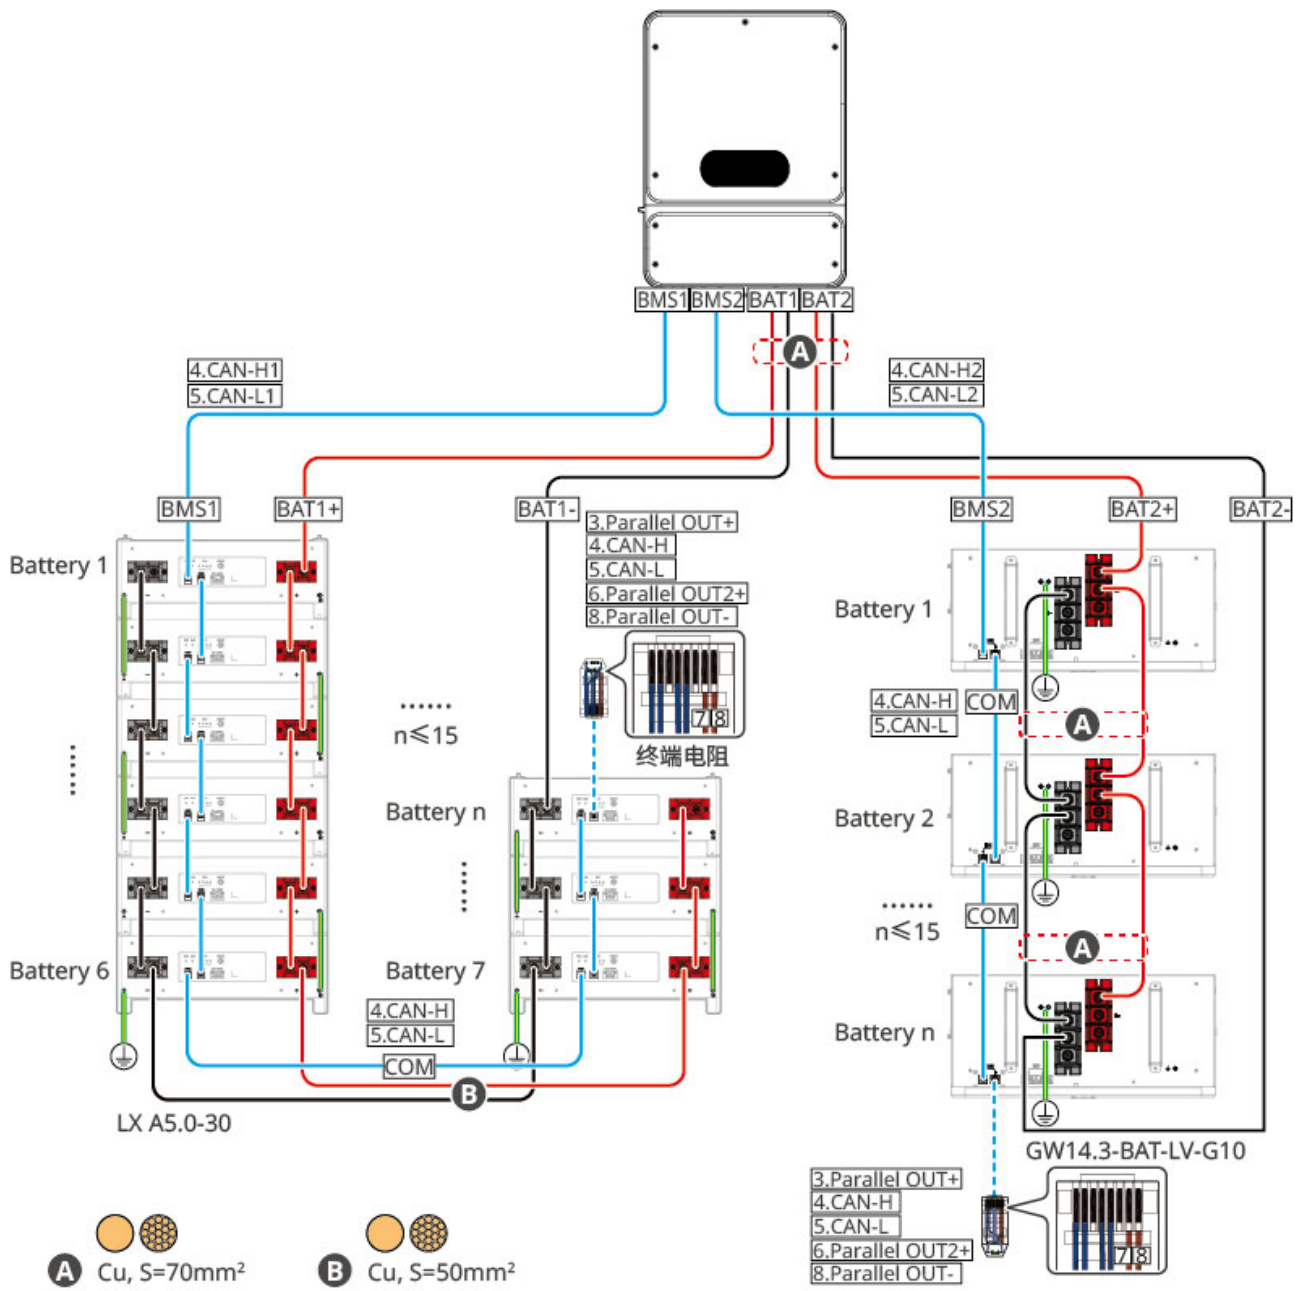 BMS1 BMS2 BAT1 BAT2
A
4.CAN-H1
5.CAN-L1
4.CAN-H2
5.CAN-L2
BMS1 BAT1+ BAT1- BMS2 BAT2+ BAT2-
3.Parallel OUT+
4.CAN-H
5.CAN-L
6.Parallel OUT2+
8.Parallel OUT-
7 8
终端电阻
Battery 1
......
n≤15
Battery n
......
......
Battery 6
Battery 7
4.CAN-H
5.CAN-L
COM
B
LX A5.0-30
Battery 1
4.CAN-H
5.CAN-L
COM
A
Battery 2
......
n≤15
COM
A
Battery n
GW14.3-BAT-LV-G10
3.Parallel OUT+
4.CAN-H
5.CAN-L
6.Parallel OUT2+
8.Parallel OUT-
7 8
A Cu, S=70mm²
B Cu, S=50mm²